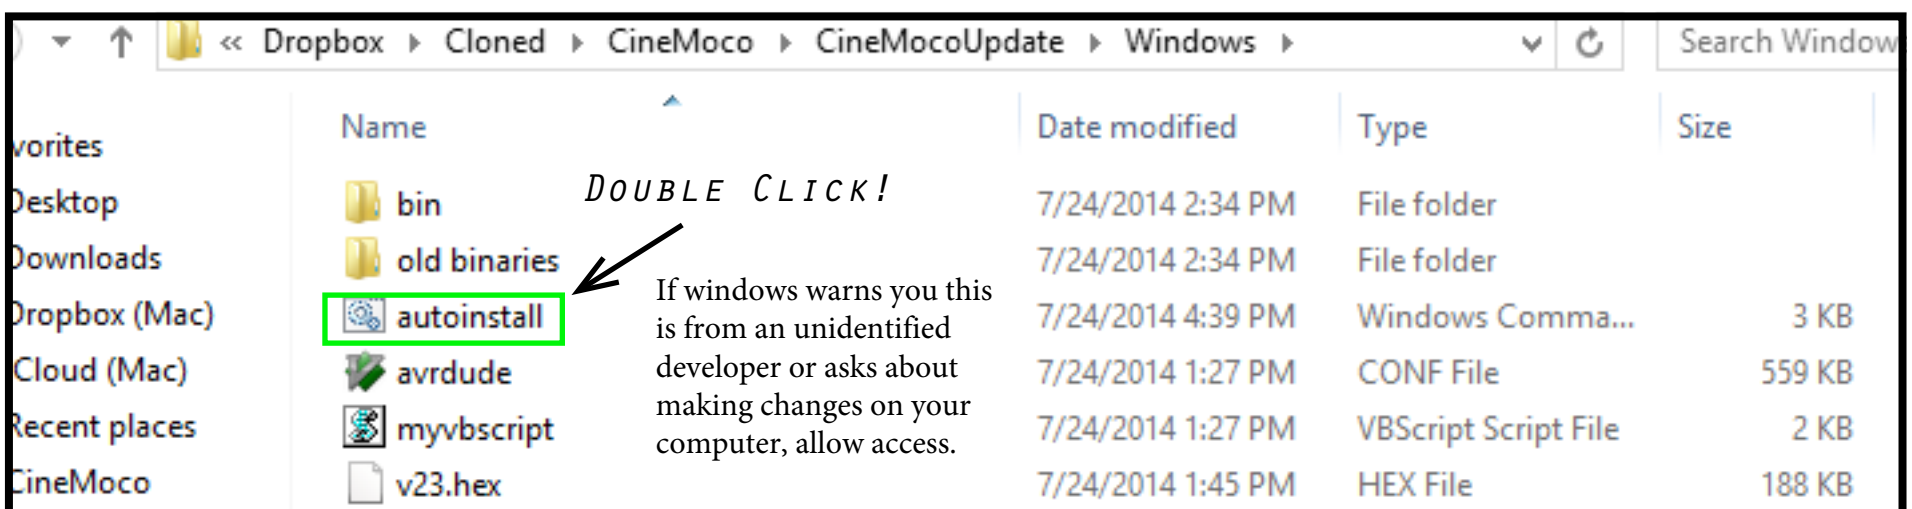 « Dropbox Cloned CineMoco CineMocoUpdate Windows Search Window
Name Date modified Type Size
vorites
Desktop
Downloads
Dropbox (Mac)
Cloud (Mac)
Recent places
CineMoco
bin 7/24/2014 2:34 PM File folder
old binaries 7/24/2014 2:34 PM File folder
autoinstall 7/24/2014 4:39 PM Windows Comma... 3 KB
avrdude 7/24/2014 1:27 PM CONF File 559 KB
myvbscript 7/24/2014 1:27 PM VBScript Script File 2 KB
v23.hex 7/24/2014 1:45 PM HEX File 188 KB
DOUBLE CLICK!
If windows warns you this
is from an unidentified
developer or asks about
making changes on your
computer, allow access.